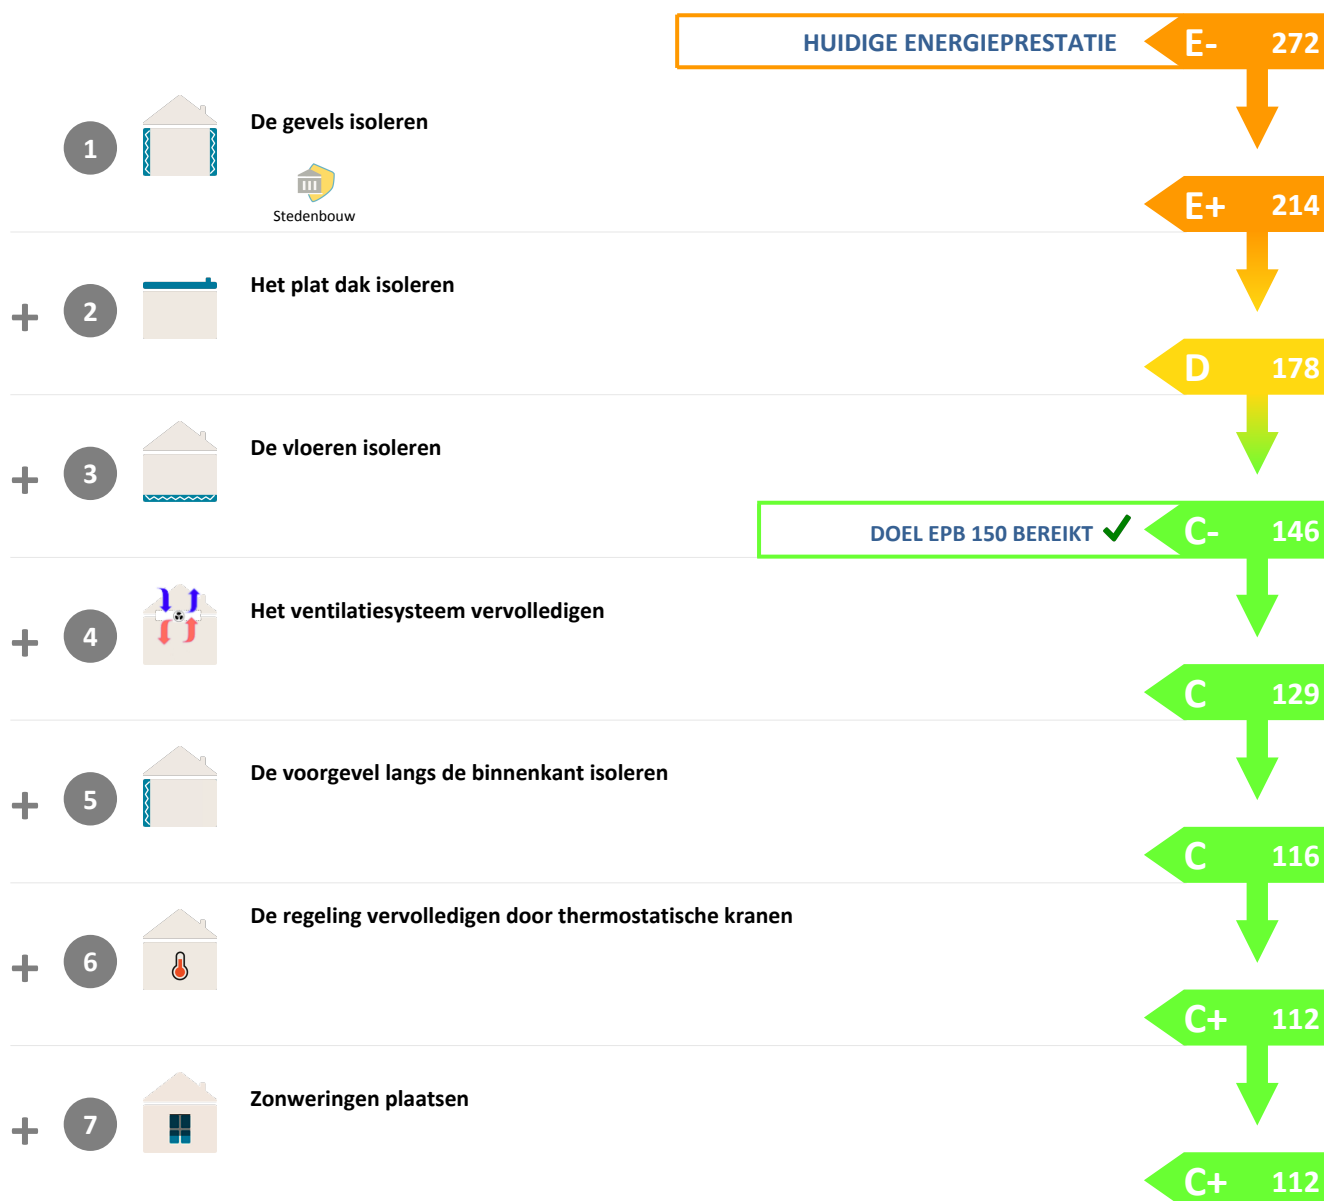 HUIDIGE ENERGIEPRESTATIE E- 272
1 De gevels isoleren
Stedenbouw
E+ 214
+ 2 Het plat dak isoleren
D 178
+ 3 De vloeren isoleren
DOEL EPB 150 BEREIKT ✔ C- 146
+ 4 Het ventilatiesysteem vervolledigen
C 129
+ 5 De voorgevel langs de binnenkant isoleren
C 116
+ 6 De regeling vervolledigen door thermostatische kranen
C+ 112
+ 7 Zonweringen plaatsen
C+ 112